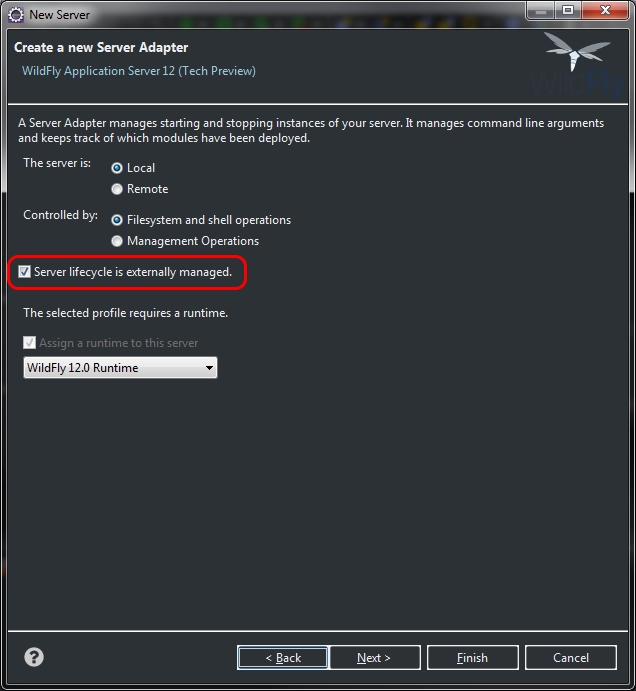 New Server
Create a new Server Adapter
WildFly Application Server 12 (Tech Preview)
WildFly
A Server Adapter manages starting and stopping instances of your server. It manages command line arguments
and keeps track of which modules have been deployed.
The server is:
Local
Remote
Controlled by:
Filesystem and shell operations
Management Operations
Server lifecycle is externally managed.
The selected profile requires a runtime.
Assign a runtime to this server
WildFly 12.0 Runtime
?
< Back
Next >
Finish
Cancel